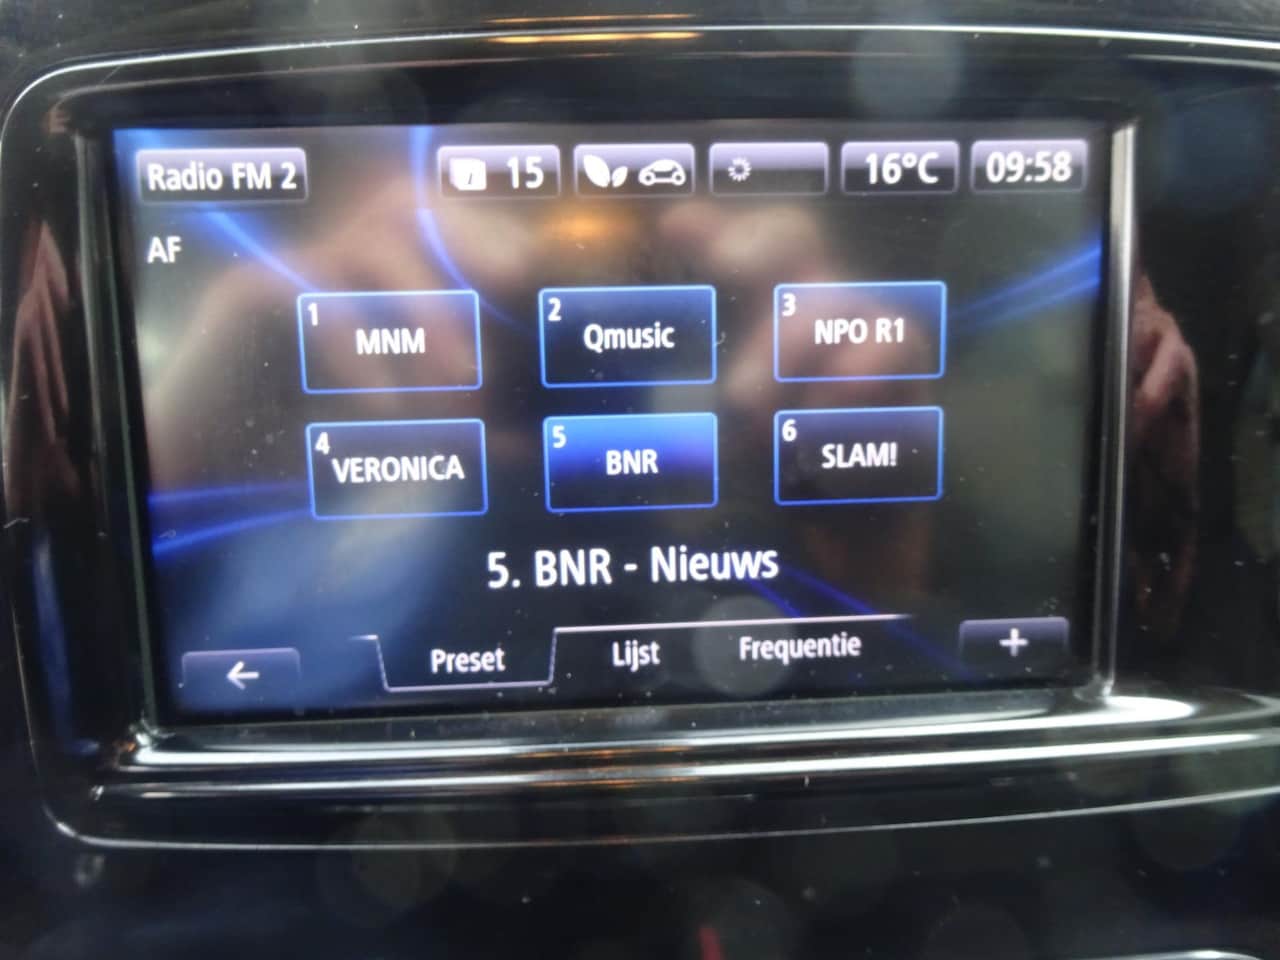 Radio FM 2 i 15 16°C 09:58
AF
1 MNM 2 Qmusic 3 NPO R1
4 VERONICA 5 BNR 6 SLAM!
5. BNR - Nieuws
Preset Lijst Frequentie +